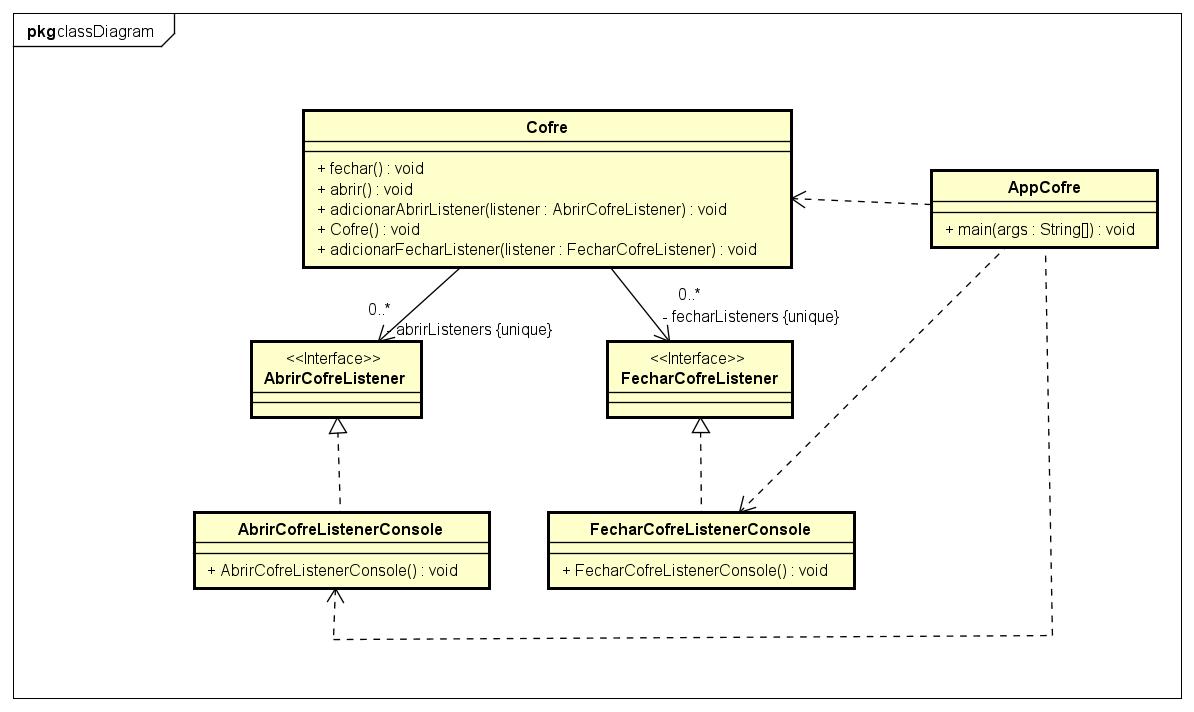 pkg classDiagram
Cofre
+ fechar() : void
+ abrir() : void
+ adicionarAbrirListener(listener : AbrirCofreListener) : void
+ Cofre() : void
+ adicionarFecharListener(listener : FecharCofreListener) : void
AppCofre
+ main(args : String[]) : void
0..*
- abrirListeners {unique}
0..*
- fecharListeners {unique}
<<Interface>>
AbrirCofreListener
<<Interface>>
FecharCofreListener
AbrirCofreListenerConsole
+ AbrirCofreListenerConsole() : void
FecharCofreListenerConsole
+ FecharCofreListenerConsole() : void